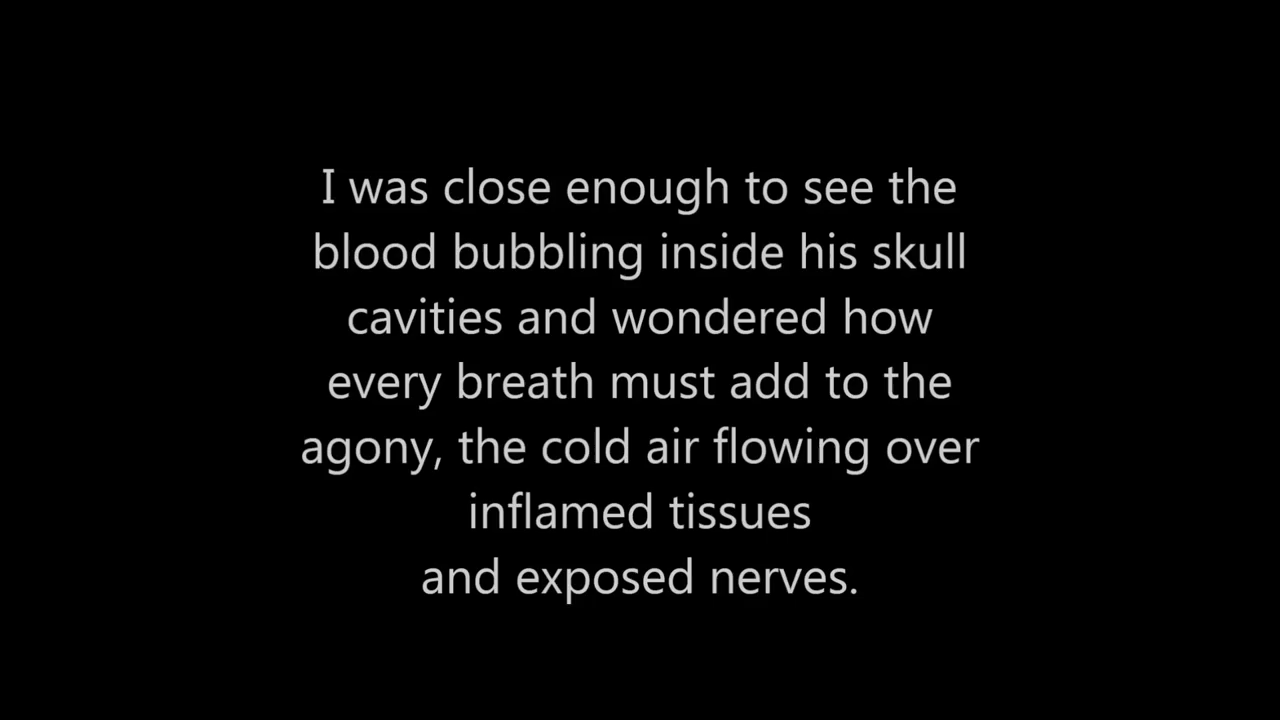 I was close enough to see the
blood bubbling inside his skull
cavities and wondered how
every breath must add to the
agony, the cold air flowing over
inflamed tissues
and exposed nerves.